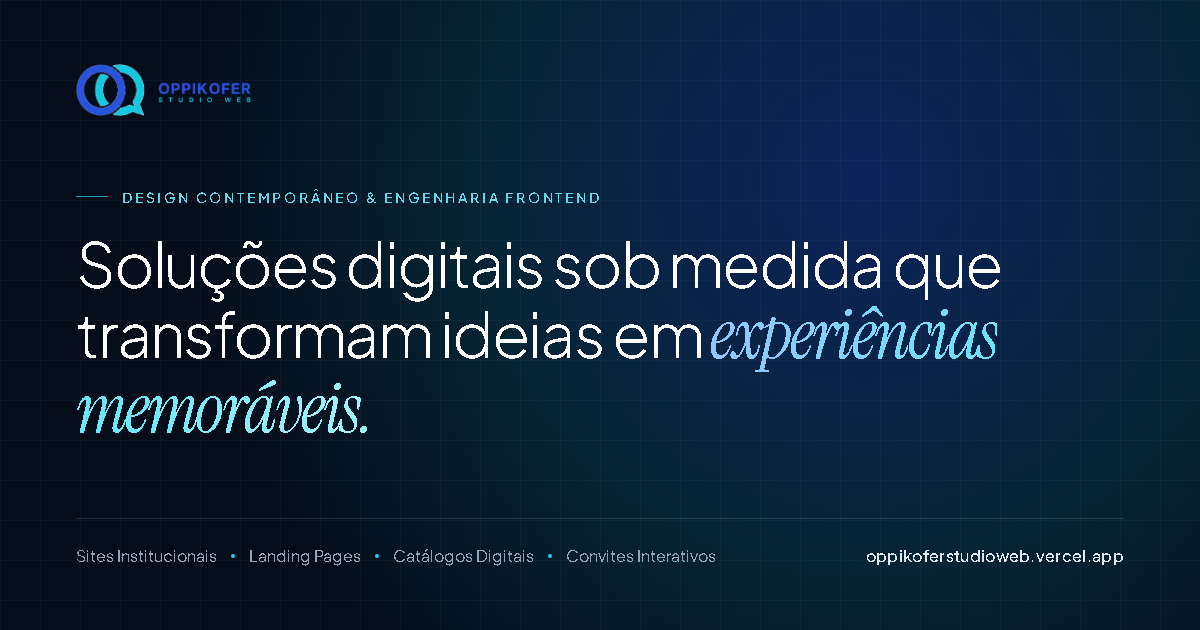 OPPIKOFER
STUDIO WEB
DESIGN CONTEMPORÂNEO & ENGENHARIA FRONTEND
Soluções digitais sob medida que
transformam ideias em experiências
memoráveis.
Sites Institucionais • Landing Pages • Catálogos Digitais • Convites Interativos
oppikoferstudioweb.vercel.app